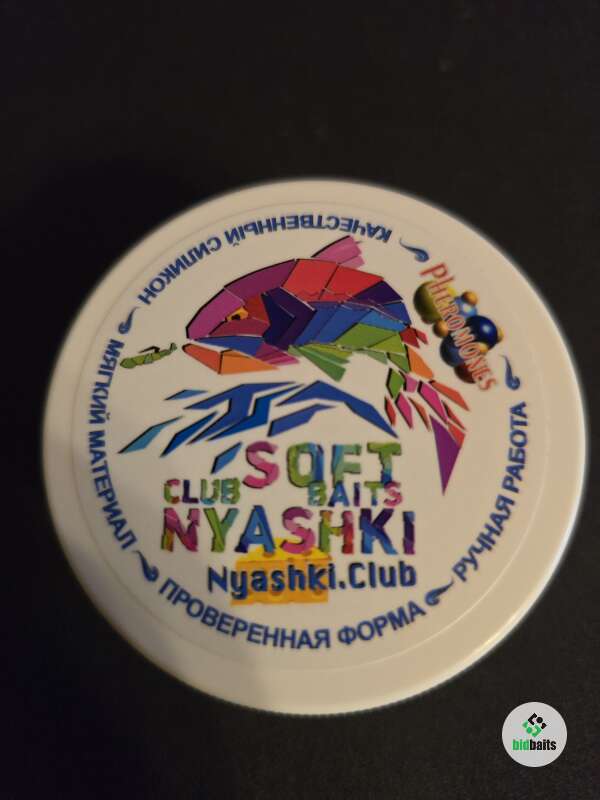 КАЧЕСТВЕННЫЙ СИЛИКОН
PHEROMONES
SOFT
CLUB BAITS
NYASHKI
Nyashki.Club
МЯГКИЙ МАТЕРИАЛ
ПРОВЕРЕННАЯ ФОРМА
РУЧНАЯ РАБОТА
bidbaits